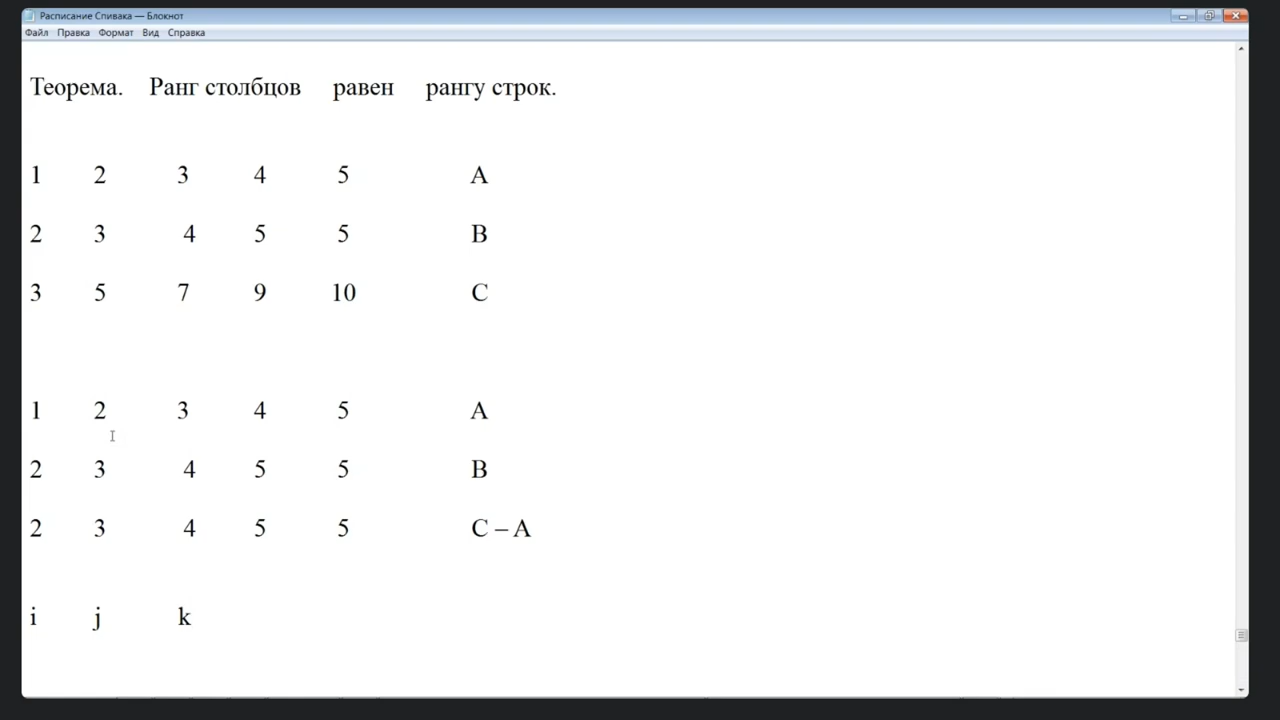 Расписание Спивака — Блокнот
Файл Правка Формат Вид Справка
Теорема. Ранг столбцов равен рангу строк.
1 2 3 4 5 A
2 3 4 5 5 B
3 5 7 9 10 C
1 2 3 4 5 A
2 3 4 5 5 B
2 3 4 5 5 C – A
i j k